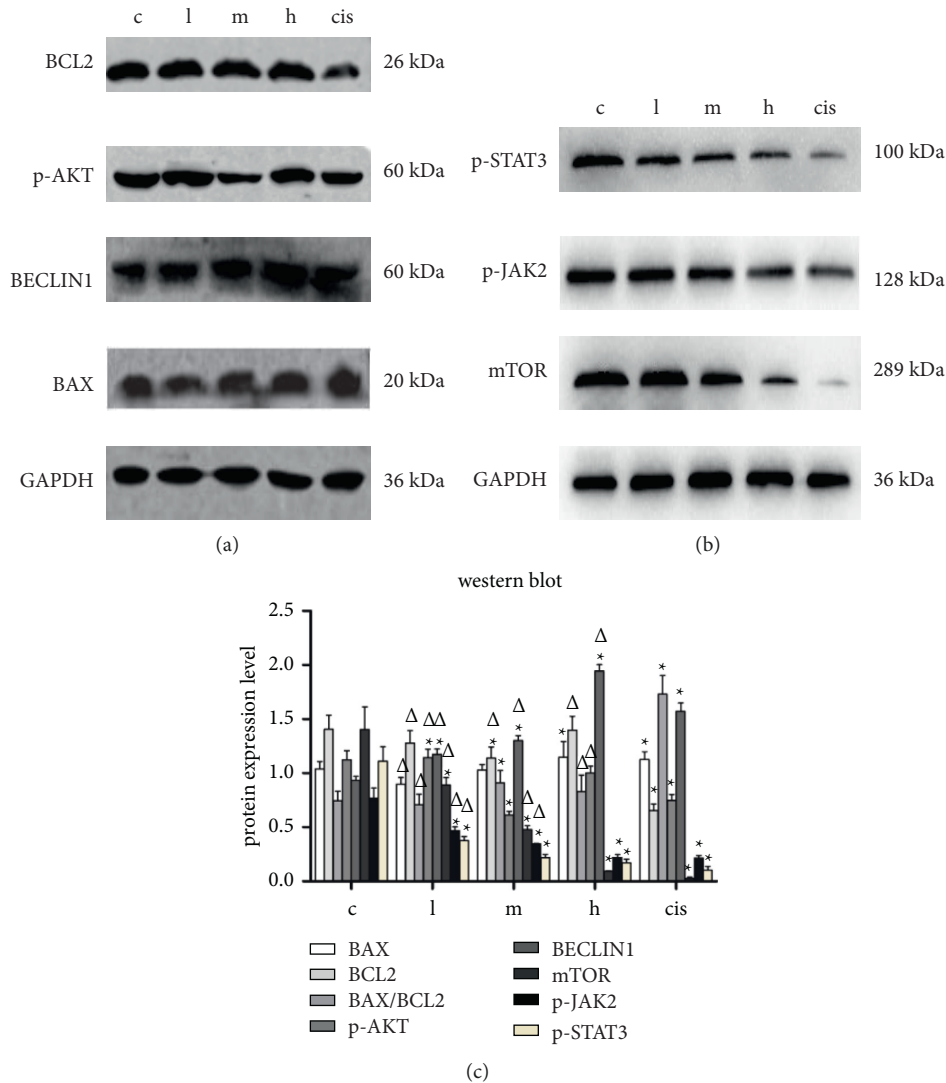 c l m h cis
BCL2 26 kDa
p-AKT 60 kDa
BECLIN1 60 kDa
BAX 20 kDa
GAPDH 36 kDa
(a)
c l m h cis
p-STAT3 100 kDa
p-JAK2 128 kDa
mTOR 289 kDa
GAPDH 36 kDa
(b)
western blot
protein expression level
2.5
2.0
1.5
1.0
0.5
0.0
c l m h cis
BAX
BCL2
BAX/BCL2
p-AKT
BECLIN1
mTOR
p-JAK2
p-STAT3
(c)